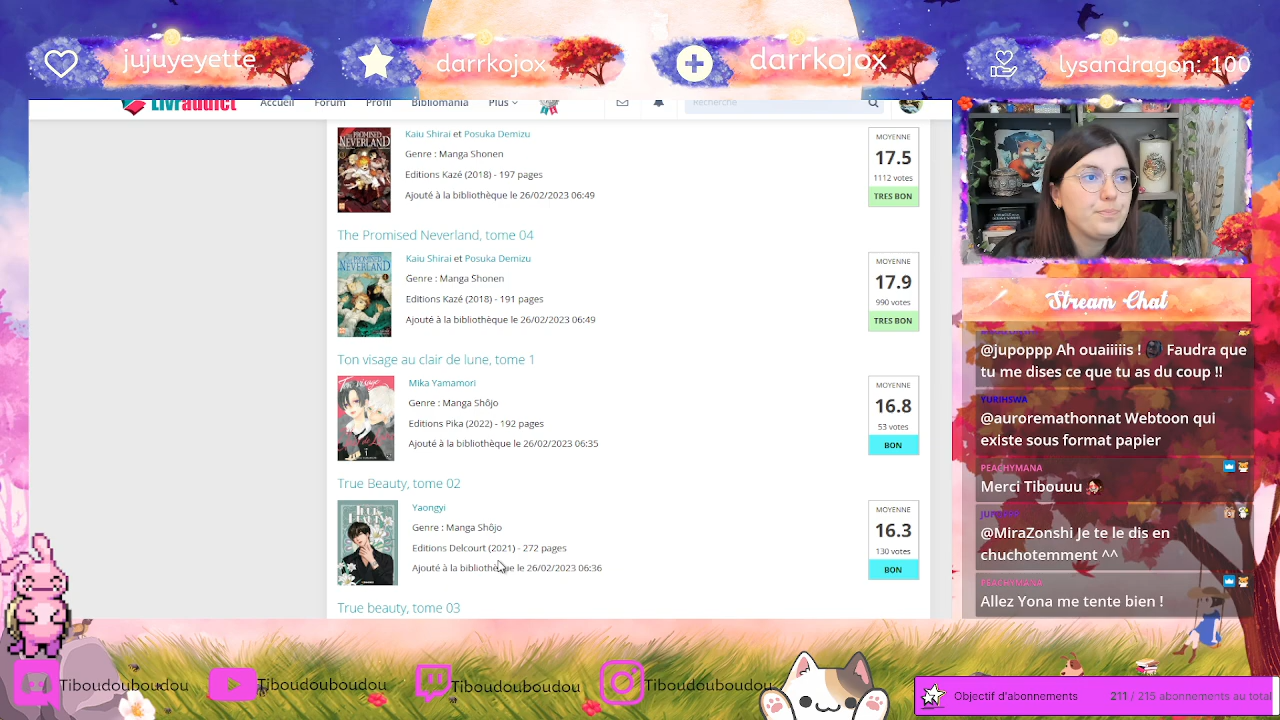 jujuyeyette
darrkojox
darrkojox
lysandragon: 100
Livraddict
Accueil
Forum
Profil
Bibliomania
Plus
Recherche
Kaiu Shirai et Posuka Demizu
Genre : Manga Shonen
Editions Kazé (2018) - 197 pages
Ajouté à la bibliothèque le 26/02/2023 06:49
MOYENNE
17.5
1112 votes
TRES BON
The Promised Neverland, tome 04
Kaiu Shirai et Posuka Demizu
Genre : Manga Shonen
Editions Kazé (2018) - 191 pages
Ajouté à la bibliothèque le 26/02/2023 06:49
MOYENNE
17.9
990 votes
TRES BON
Ton visage au clair de lune, tome 1
Mika Yamamori
Genre : Manga Shôjo
Editions Pika (2022) - 192 pages
Ajouté à la bibliothèque le 26/02/2023 06:35
MOYENNE
16.8
53 votes
BON
True Beauty, tome 02
Yaongyi
Genre : Manga Shôjo
Editions Delcourt (2021) - 272 pages
Ajouté à la bibliothèque le 26/02/2023 06:36
MOYENNE
16.3
130 votes
BON
True beauty, tome 03
Stream Chat
@jupoppp Ah ouaiiiis ! Faudra que
tu me dises ce que tu as du coup !!
YURIHSWA
@auroremathonnat Webtoon qui
existe sous format papier
PEACHYMANA
Merci Tibouuu
@MiraZonshi Je te le dis en
chuchotemment ^^
PEACHYMANA
Allez Yona me tente bien !
Tiboudouboudou
Tiboudouboudou
Tiboudouboudou
Tiboudouboudou
Objectif d'abonnements
211 / 215 abonnements au total